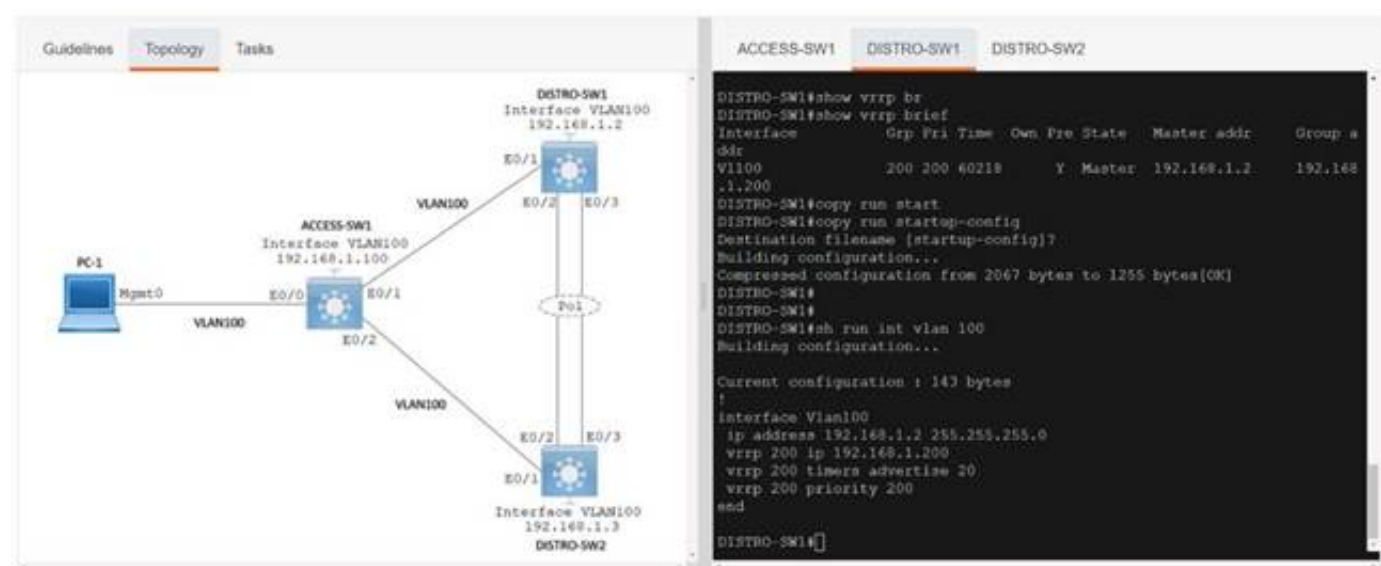 Guidelines Topology Tasks
DISTRO-SW1
Interface VLAN100
192.168.1.2
E0/1
E0/2 E0/3
VLAN100
ACCESS-SW1
Interface VLAN100
192.168.1.100
PC-1
Mgmt0
E0/0 E0/1
VLAN100
E0/2
Po1
VLAN100
E0/2 E0/3
E0/1
Interface VLAN100
192.168.1.3
DISTRO-SW2
ACCESS-SW1 DISTRO-SW1 DISTRO-SW2
DISTRO-SW1#show vrrp br
DISTRO-SW1#show vrrp brief
Interface Grp Pri Time Own Pre State Master addr Group a
ddr
Vl100 200 200 60218 Y Master 192.168.1.2 192.168
.1.200
DISTRO-SW1#copy run start
DISTRO-SW1#copy run startup-config
Destination filename [startup-config]?
Building configuration...
Compressed configuration from 2067 bytes to 1255 bytes[OK]
DISTRO-SW1#
DISTRO-SW1#
DISTRO-SW1#sh run int vlan 100
Building configuration...
Current configuration : 143 bytes
!
interface Vlan100
ip address 192.168.1.2 255.255.255.0
vrrp 200 ip 192.168.1.200
vrrp 200 timers advertise 20
vrrp 200 priority 200
end
DISTRO-SW1#